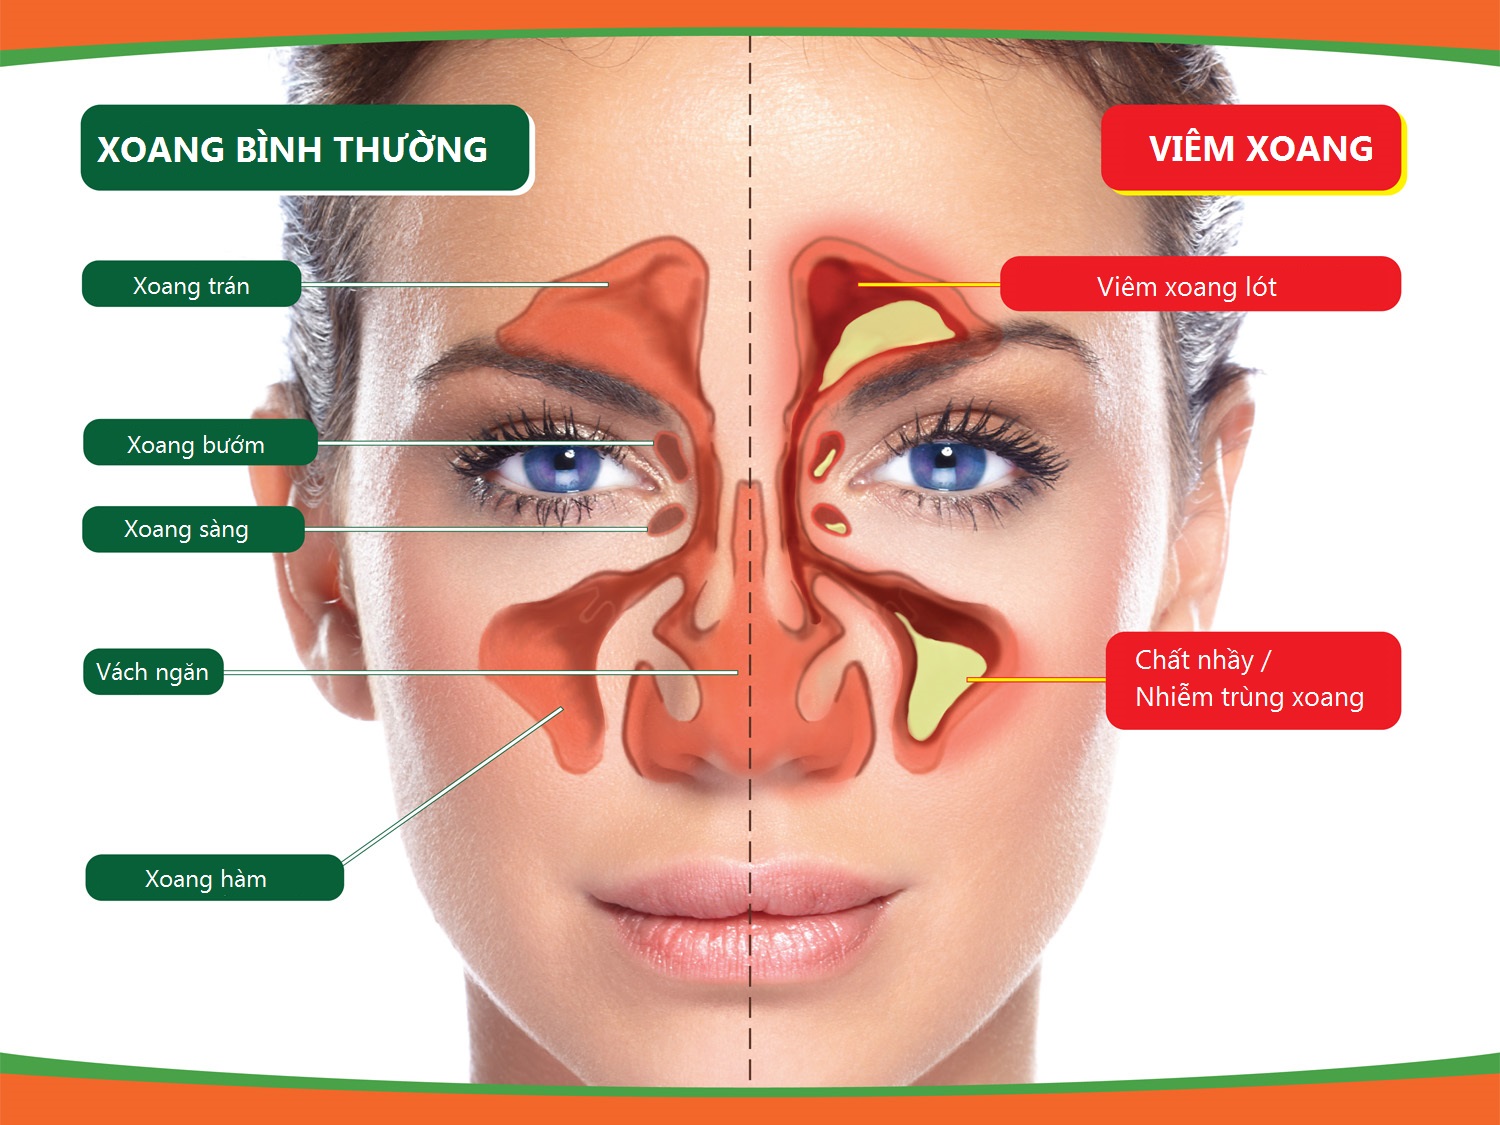 XOANG BÌNH THƯỜNG
VIÊM XOANG
Xoang trán
Viêm xoang lót
Xoang bướm
Xoang sàng
Vách ngăn
Chất nhầy /
Nhiễm trùng xoang
Xoang hàm